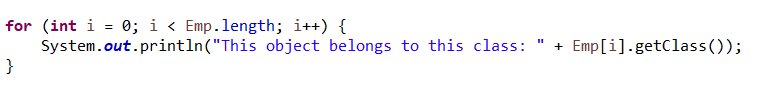 for (int i = 0; i < Emp.length; i++) {
    System.out.println("This object belongs to this class: " + Emp[i].getClass());
}